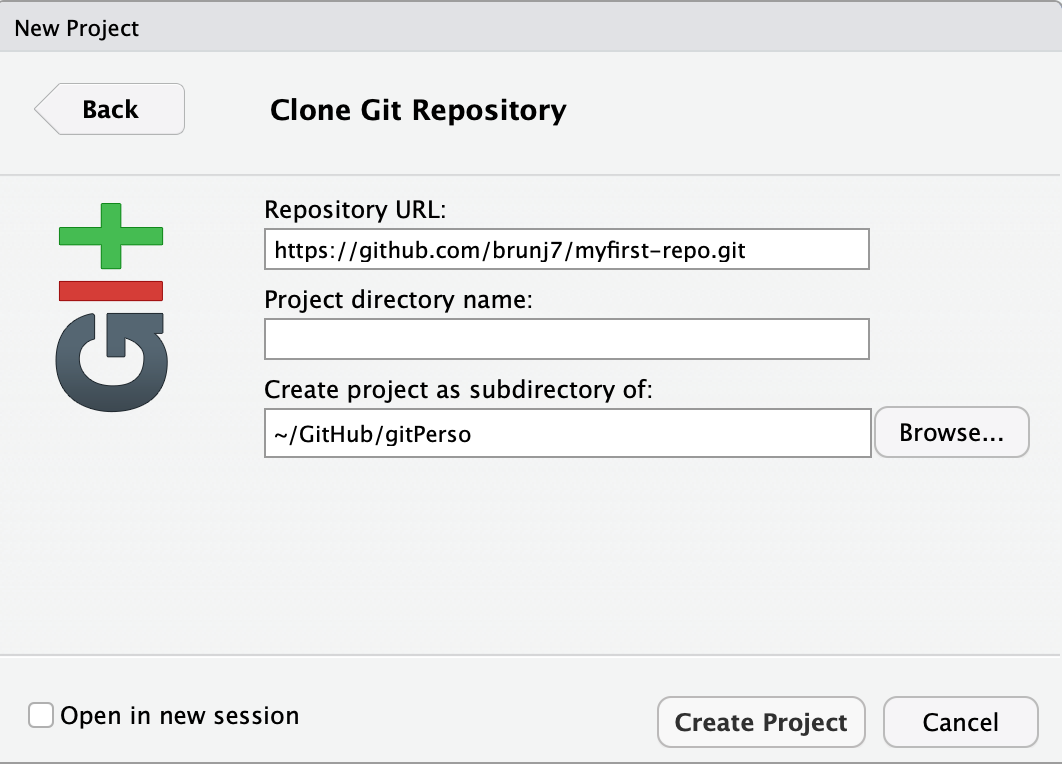 New Project
Back
Clone Git Repository
Repository URL:
https://github.com/brunj7/myfirst-repo.git
Project directory name:
Create project as subdirectory of:
~/GitHub/gitPerso
Browse...
GIT
Open in new session
Create Project
Cancel